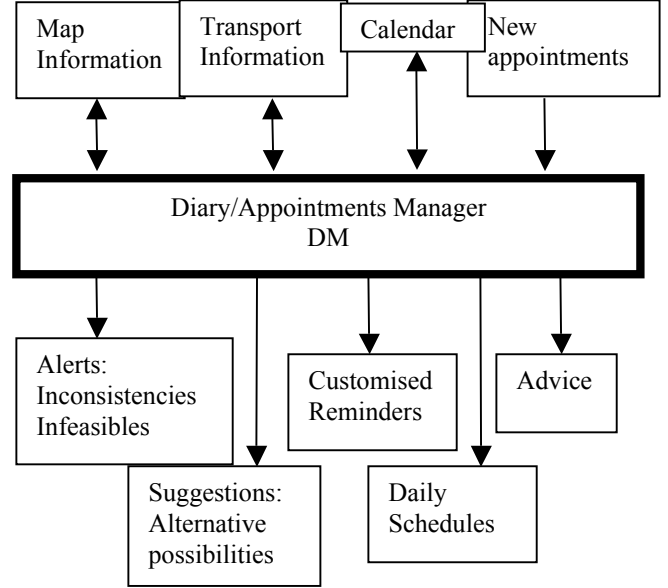 Map
Information
Transport
Information
Calendar
New
appointments
Diary/Appointments Manager
DM
Alerts:
Inconsistencies
Infeasibles
Customised
Reminders
Advice
Suggestions:
Alternative
possibilities
Daily
Schedules